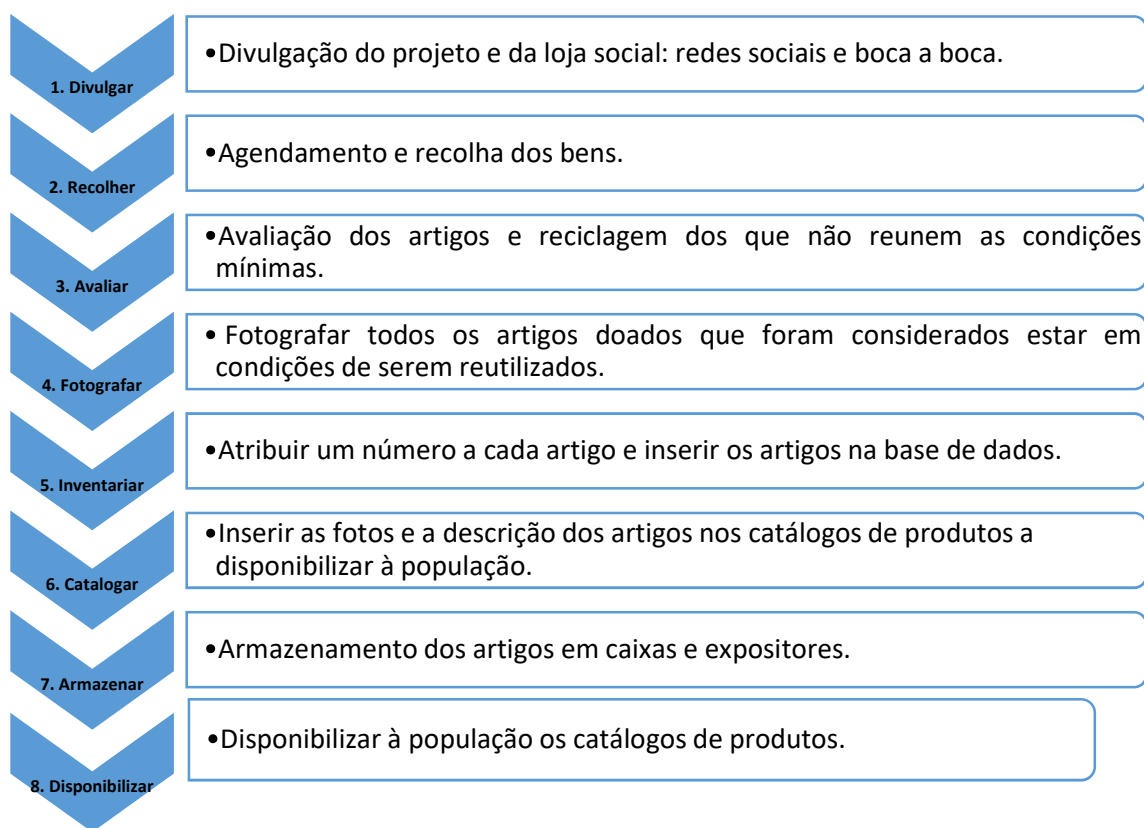 1. Divulgar
•Divulgação do projeto e da loja social: redes sociais e boca a boca.
2. Recolher
•Agendamento e recolha dos bens.
3. Avaliar
•Avaliação dos artigos e reciclagem dos que não reunem as condições
mínimas.
4. Fotografar
• Fotografar todos os artigos doados que foram considerados estar em
condições de serem reutilizados.
5. Inventariar
•Atribuir um número a cada artigo e inserir os artigos na base de dados.
6. Catalogar
•Inserir as fotos e a descrição dos artigos nos catálogos de produtos a
disponibilizar à população.
7. Armazenar
•Armazenamento dos artigos em caixas e expositores.
8. Disponibilizar
•Disponibilizar à população os catálogos de produtos.